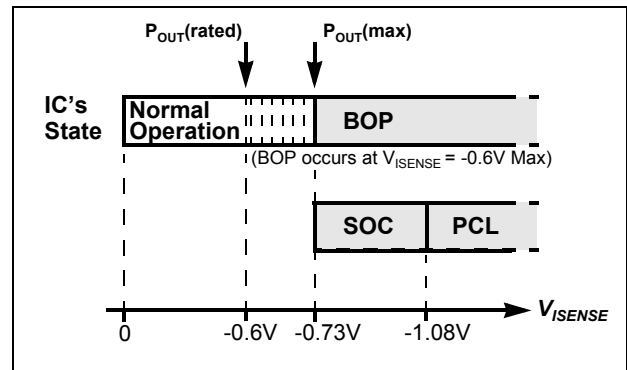 P_OUT(rated) P_OUT(max)
IC's
State
Normal
Operation
BOP
(BOP occurs at V_ISENSE = -0.6V Max)
SOC PCL
V_ISENSE
0 -0.6V -0.73V -1.08V